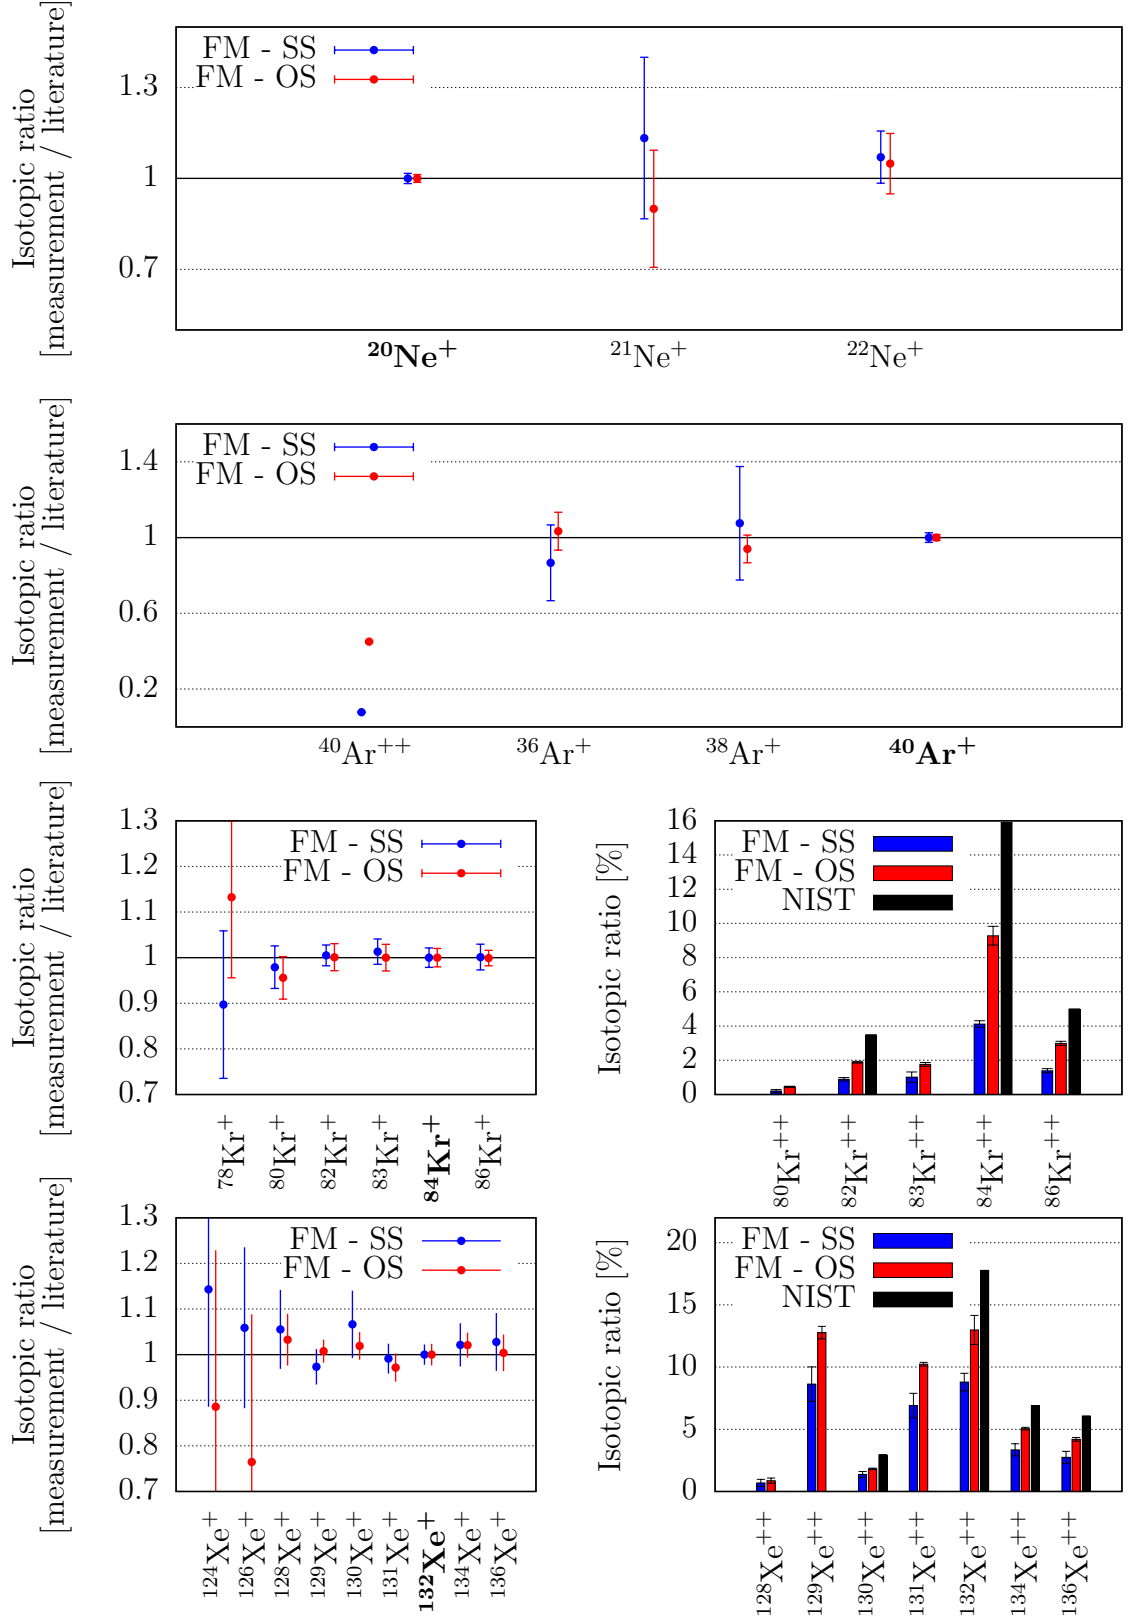 Isotopic ratio
[measurement / literature]
FM - SS
FM - OS
1.3
1
0.7
²⁰Ne⁺ ²¹Ne⁺ ²²Ne⁺
Isotopic ratio
[measurement / literature]
FM - SS
FM - OS
1.4
1
0.6
0.2
⁴⁰Ar⁺⁺ ³⁶Ar⁺ ³⁸Ar⁺ ⁴⁰Ar⁺
Isotopic ratio
[measurement / literature]
FM - SS
FM - OS
1.3
1.2
1.1
1
0.9
0.8
0.7
⁷⁸Kr⁺
⁸⁰Kr⁺
⁸²Kr⁺
⁸³Kr⁺
⁸⁴Kr⁺
⁸⁶Kr⁺
Isotopic ratio [%]
FM - SS
FM - OS
NIST
16
14
12
10
8
6
4
2
0
⁸⁰Kr⁺⁺
⁸²Kr⁺⁺
⁸³Kr⁺⁺
⁸⁴Kr⁺⁺
⁸⁶Kr⁺⁺
Isotopic ratio
[measurement / literature]
FM - SS
FM - OS
1.3
1.2
1.1
1
0.9
0.8
0.7
¹²⁴Xe⁺
¹²⁶Xe⁺
¹²⁸Xe⁺
¹²⁹Xe⁺
¹³⁰Xe⁺
¹³¹Xe⁺
¹³²Xe⁺
¹³⁴Xe⁺
¹³⁶Xe⁺
Isotopic ratio [%]
FM - SS
FM - OS
NIST
20
15
10
5
0
¹²⁸Xe⁺⁺
¹²⁹Xe⁺⁺
¹³⁰Xe⁺⁺
¹³¹Xe⁺⁺
¹³²Xe⁺⁺
¹³⁴Xe⁺⁺
¹³⁶Xe⁺⁺